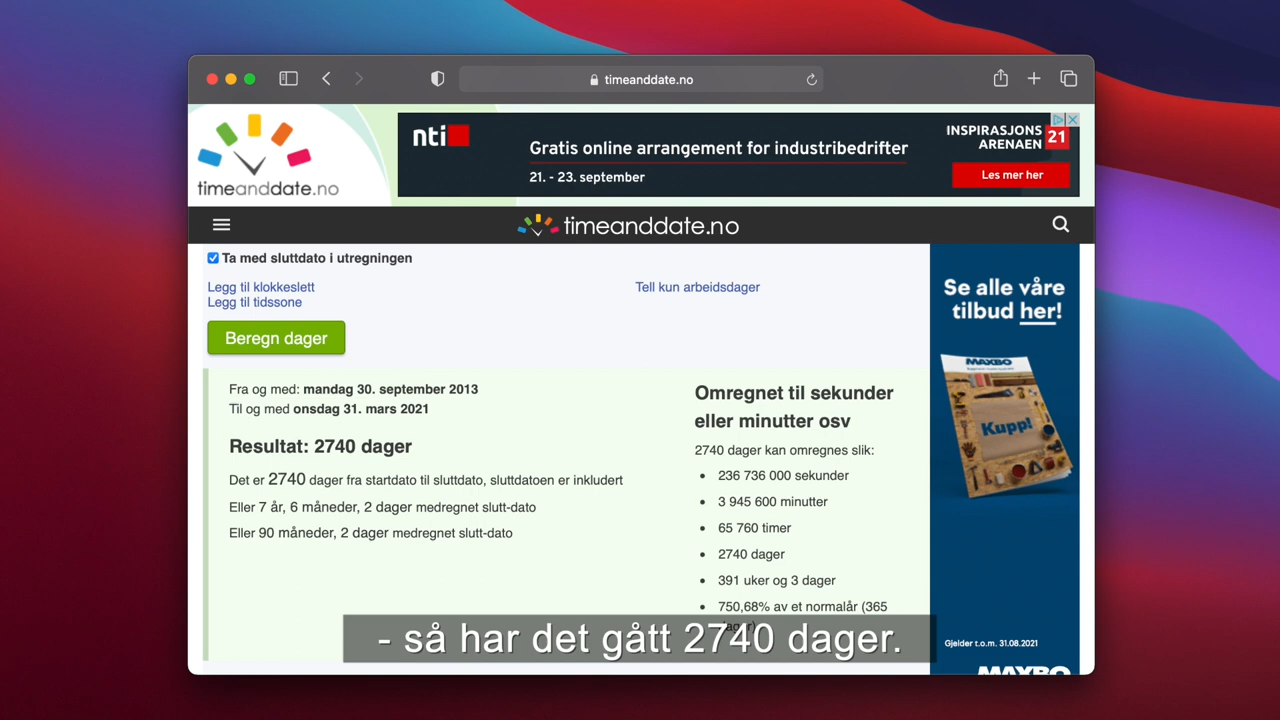 timeanddate.no
timeanddate.no
nti
Gratis online arrangement for industribedrifter
21. - 23. september
INSPIRASJONS
ARENAEN 21
Les mer her
timeanddate.no
Ta med sluttdato i utregningen
Legg til klokkeslett
Legg til tidssone
Tell kun arbeidsdager
Beregn dager
Fra og med: mandag 30. september 2013
Til og med onsdag 31. mars 2021
Resultat: 2740 dager
Det er 2740 dager fra startdato til sluttdato, sluttdatoen er inkludert
Eller 7 år, 6 måneder, 2 dager medregnet slutt-dato
Eller 90 måneder, 2 dager medregnet slutt-dato
Omregnet til sekunder
eller minutter osv
2740 dager kan omregnes slik:
• 236 736 000 sekunder
• 3 945 600 minutter
• 65 760 timer
• 2740 dager
• 391 uker og 3 dager
• 750,68% av et normalår (365
Se alle våre
tilbud her!
MAXBO
Kupp!
Gjelder t.o.m. 31.08.2021
MAXBO
- så har det gått 2740 dager.